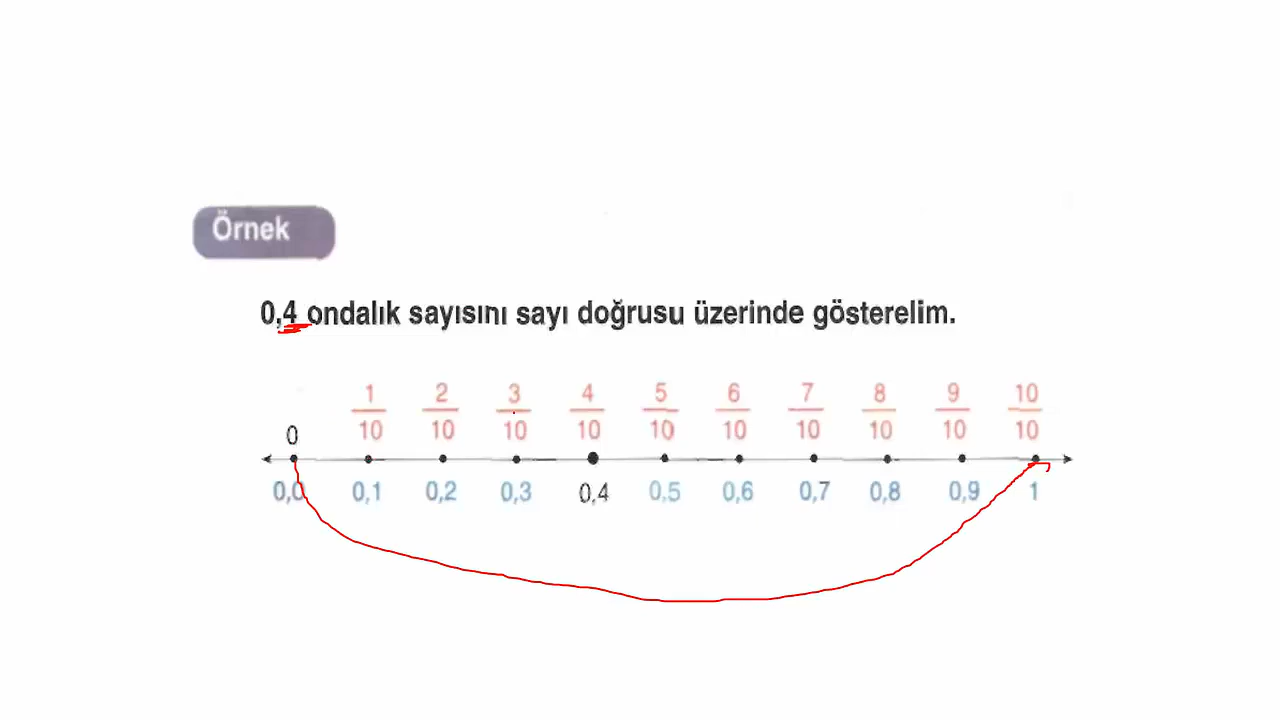 Örnek
0,4 ondalık sayısını sayı doğrusu üzerinde gösterelim.
0 1/10 2/10 3/10 4/10 5/10 6/10 7/10 8/10 9/10 10/10
0,0 0,1 0,2 0,3 0,4 0,5 0,6 0,7 0,8 0,9 1